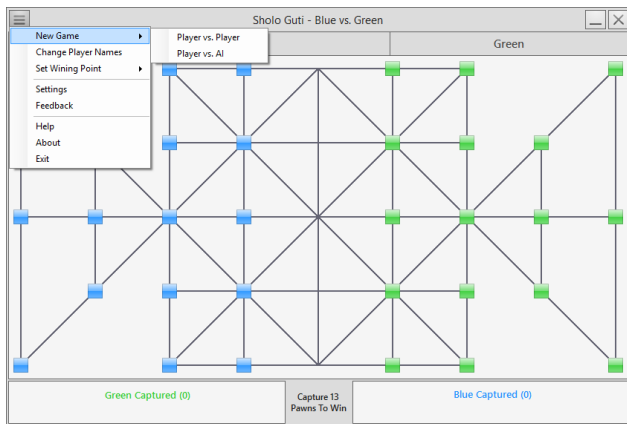 Sholo Guti - Blue vs. Green
New Game
Player vs. Player
Change Player Names
Player vs. AI
Green
Set Wining Point
Settings
Feedback
Help
About
Exit
Green Captured (0)
Capture 13
Pawns To Win
Blue Captured (0)